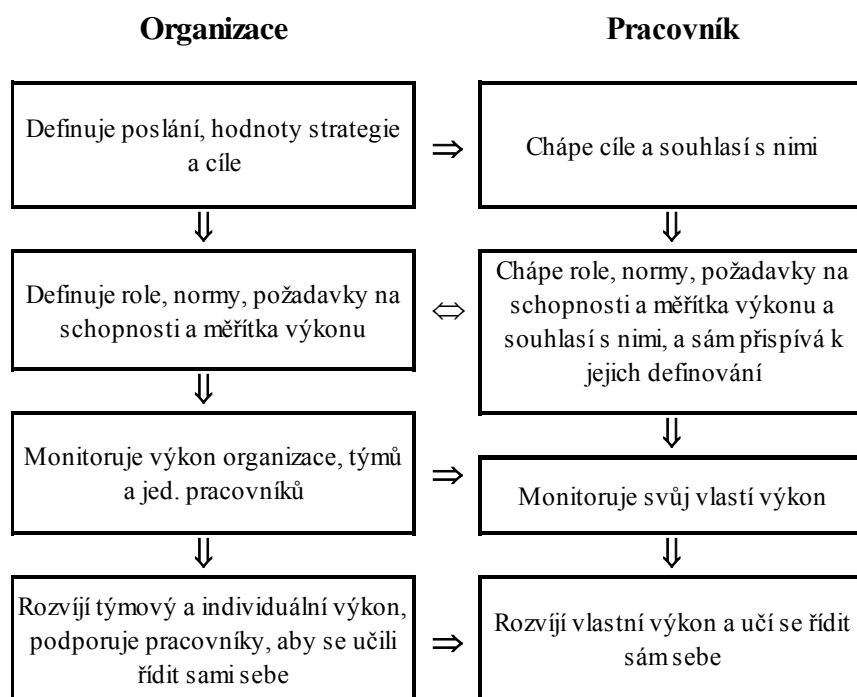 Organizace
Pracovník
Definuje poslání, hodnoty strategie
a cíle
⇒
Chápe cíle a souhlasí s nimi
⇓
⇓
Definuje role, normy, požadavky na
schopnosti a měřítka výkonu
⇔
Chápe role, normy, požadavky na
schopnosti a měřítka výkonu a
souhlasí s nimi, a sám přispívá k
jejich definování
⇓
⇓
Monitoruje výkon organizace, týmů
a jed. pracovníků
⇒
Monitoruje svůj vlastí výkon
⇓
⇓
Rozvíjí týmový a individuální výkon,
podporuje pracovníky, aby se učili
řídit sami sebe
⇒
Rozvíjí vlastní výkon a učí se řídit
sám sebe